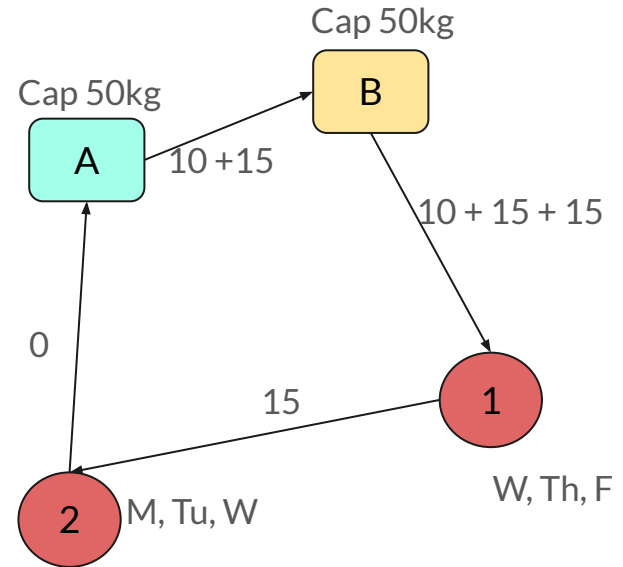 Cap 50kg
B
Cap 50kg
A
10 +15
10 + 15 + 15
0
15
1
W, Th, F
2
M, Tu, W